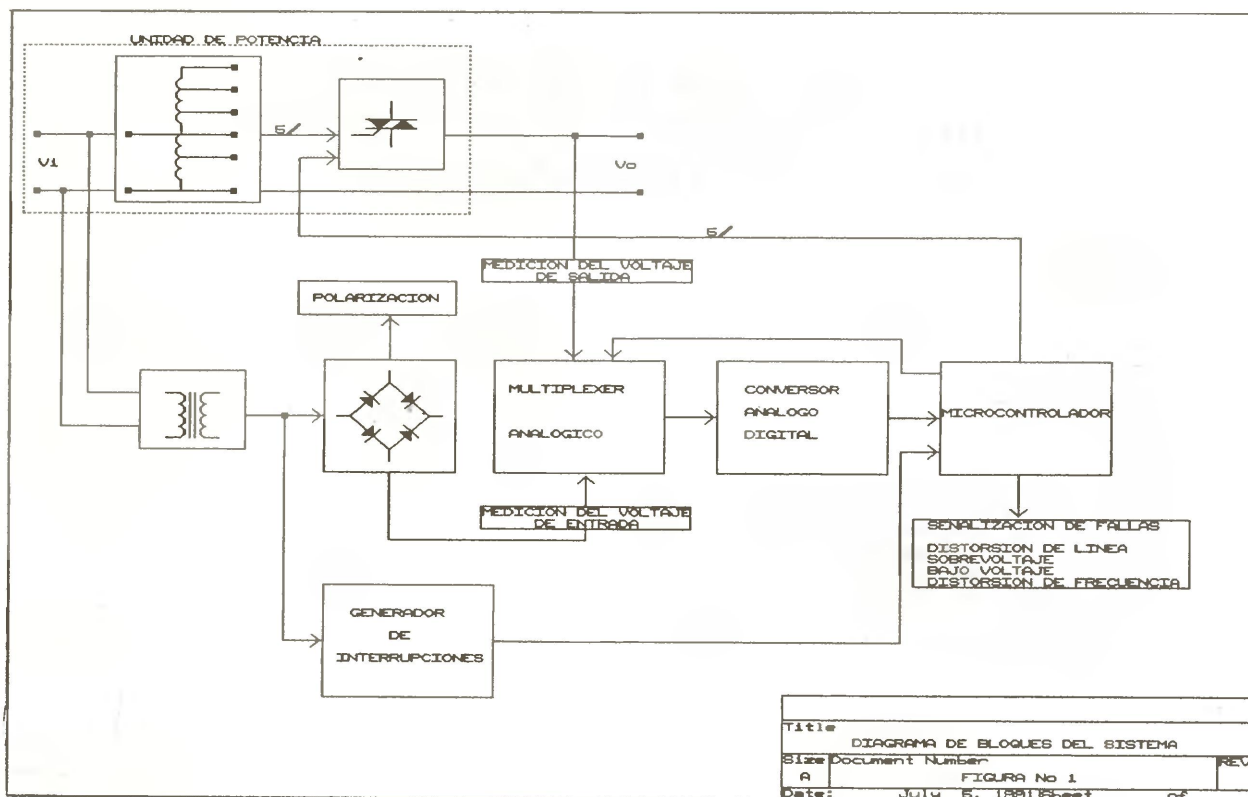 UNIDAD DE POTENCIA
5/
Vi
Vo
5/
MEDICION DEL VOLTAJE
DE SALIDA
POLARIZACION
MULTIPLEXER
ANALOGICO
CONVERSOR
ANALOGO
DIGITAL
MICROCONTROLADOR
MEDICION DEL VOLTAJE
DE ENTRADA
SENALIZACION DE FALLAS
DISTORSION DE LINEA
SOBREVOLTAJE
BAJO VOLTAJE
DISTORSION DE FRECUENCIA
GENERADOR
DE
INTERRUPCIONES
Title
DIAGRAMA DE BLOQUES DEL SISTEMA
Size Document Number REV
A FIGURA No 1
Date: July 5, Sheet of